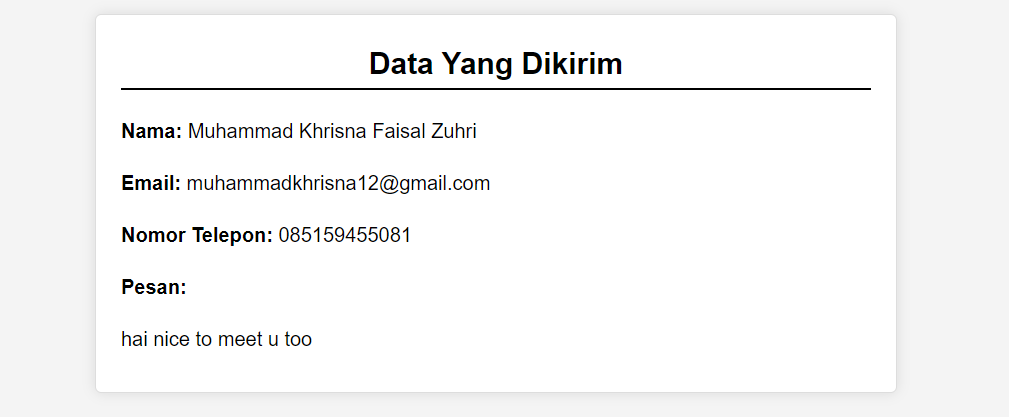 Data Yang Dikirim
Nama: Muhammad Khrisna Faisal Zuhri
Email: muhammadkhrisna12@gmail.com
Nomor Telepon: 085159455081
Pesan:
hai nice to meet u too